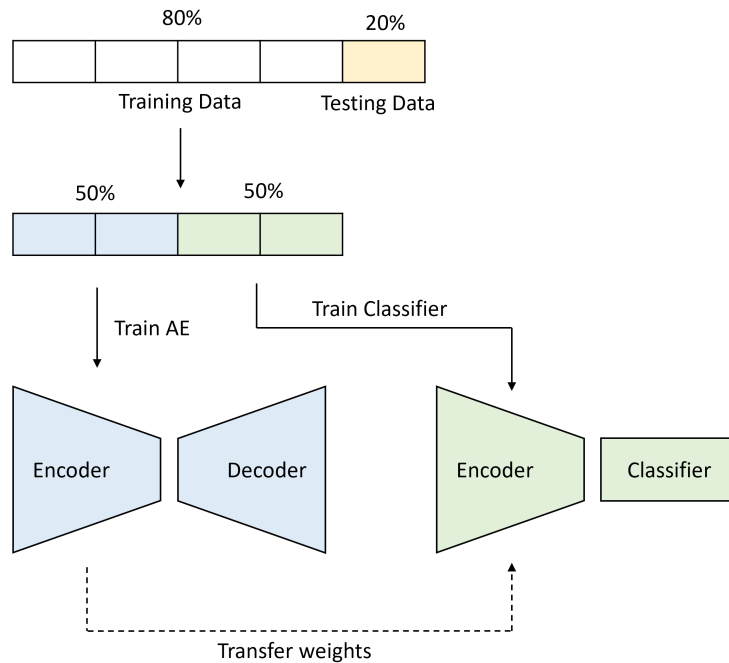 80%
20%
Training Data
Testing Data
50%
50%
Train AE
Train Classifier
Encoder
Decoder
Encoder
Classifier
Transfer weights